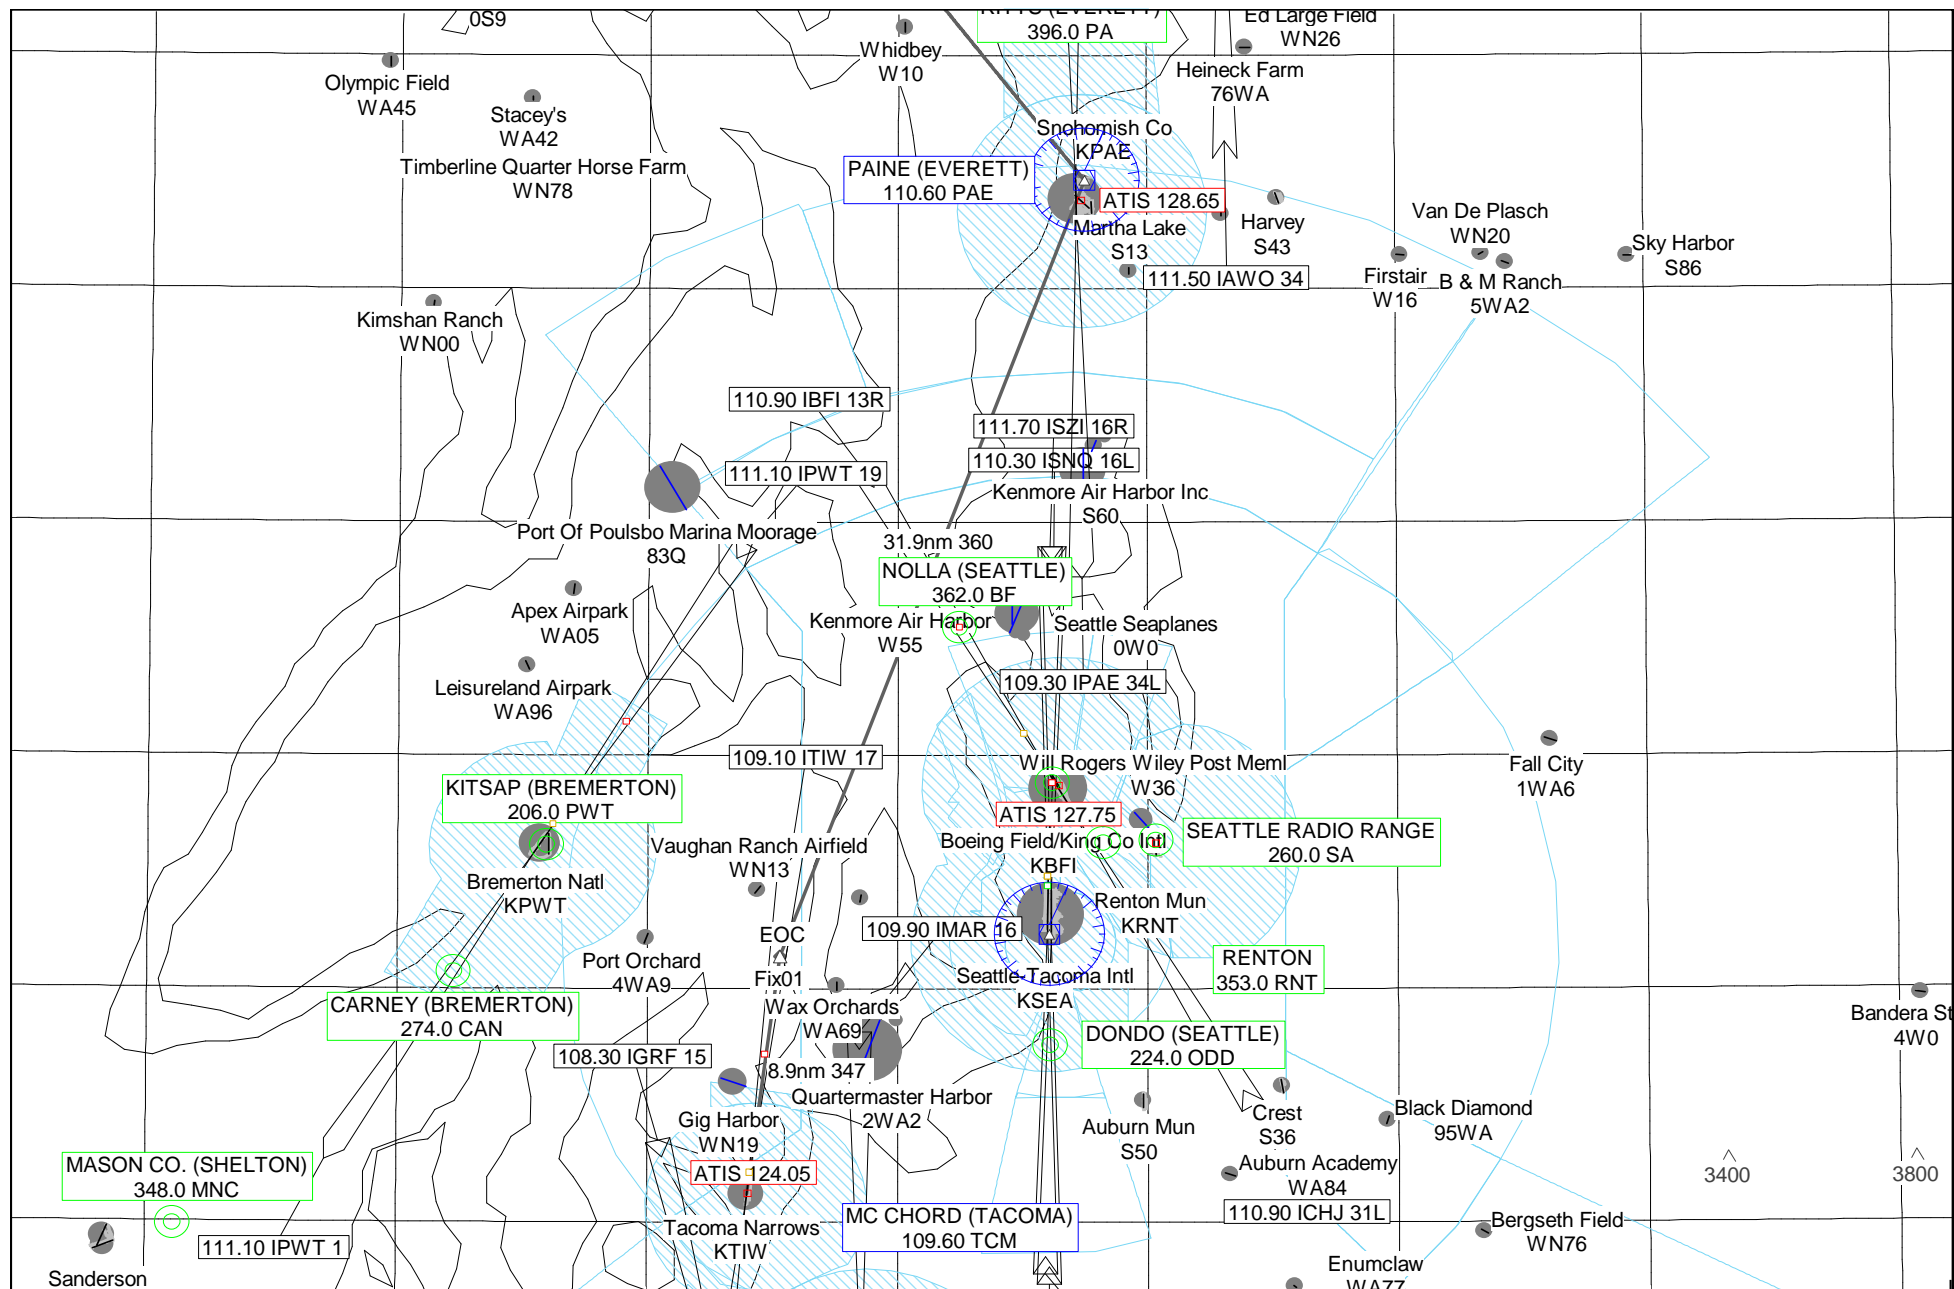 0S9
KITTS (EVERETT)
396.0 PA
Ed Large Field
WN26
Whidbey
W10
Olympic Field
WA45
Heineck Farm
76WA
Stacey's
WA42
Snohomish Co
KPAE
Timberline Quarter Horse Farm
WN78
PAINE (EVERETT)
110.60 PAE
ATIS 128.65
Harvey
S43
Van De Plasch
WN20
Martha Lake
S13
Sky Harbor
S86
111.50 IAWO 34
Firstair
W16
B & M Ranch
5WA2
Kimshan Ranch
WN00
110.90 IBFI 13R
111.70 ISZI 16R
110.30 ISNQ 16L
111.10 IPWT 19
Kenmore Air Harbor Inc
S60
Port Of Poulsbo Marina Moorage
83Q
31.9nm 360
NOLLA (SEATTLE)
362.0 BF
Apex Airpark
WA05
Kenmore Air Harbor
W55
Seattle Seaplanes
0W0
Leisureland Airpark
WA96
109.30 IPAE 34L
109.10 ITIW 17
Will Rogers Wiley Post Meml
W36
Fall City
1WA6
KITSAP (BREMERTON)
206.0 PWT
ATIS 127.75
SEATTLE RADIO RANGE
260.0 SA
Vaughan Ranch Airfield
WN13
Boeing Field/King Co Intl
KBFI
Bremerton Natl
KPWT
Renton Mun
KRNT
109.90 IMAR 16
EOC
Port Orchard
4WA9
Fix01
Seattle-Tacoma Intl
KSEA
RENTON
353.0 RNT
CARNEY (BREMERTON)
274.0 CAN
Wax Orchards
WA69
DONDO (SEATTLE)
224.0 ODD
Bandera St
4W0
108.30 IGRF 15
8.9nm 347
Quartermaster Harbor
2WA2
Gig Harbor
WN19
Auburn Mun
S50
Crest
S36
Black Diamond
95WA
MASON CO. (SHELTON)
348.0 MNC
ATIS 124.05
Auburn Academy
WA84
3400
3800
110.90 ICHJ 31L
Tacoma Narrows
KTIW
MC CHORD (TACOMA)
109.60 TCM
Bergseth Field
WN76
111.10 IPWT 1
Sanderson
Enumclaw
WA77